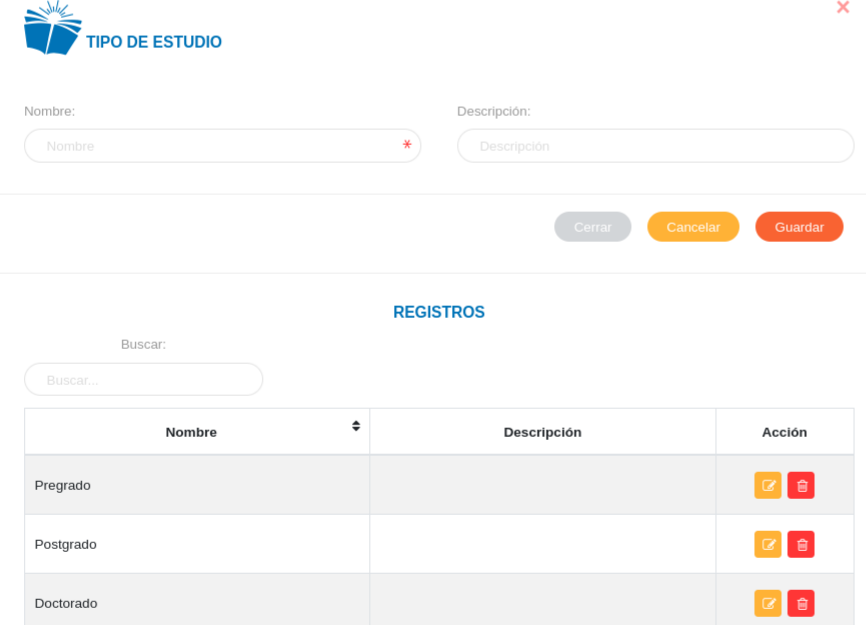 TIPO DE ESTUDIO
Nombre: Descripción:
Nombre * Descripción
Cerrar Cancelar Guardar
REGISTROS
Buscar:
Buscar...
Nombre Descripción Acción
Pregrado
Postgrado
Doctorado